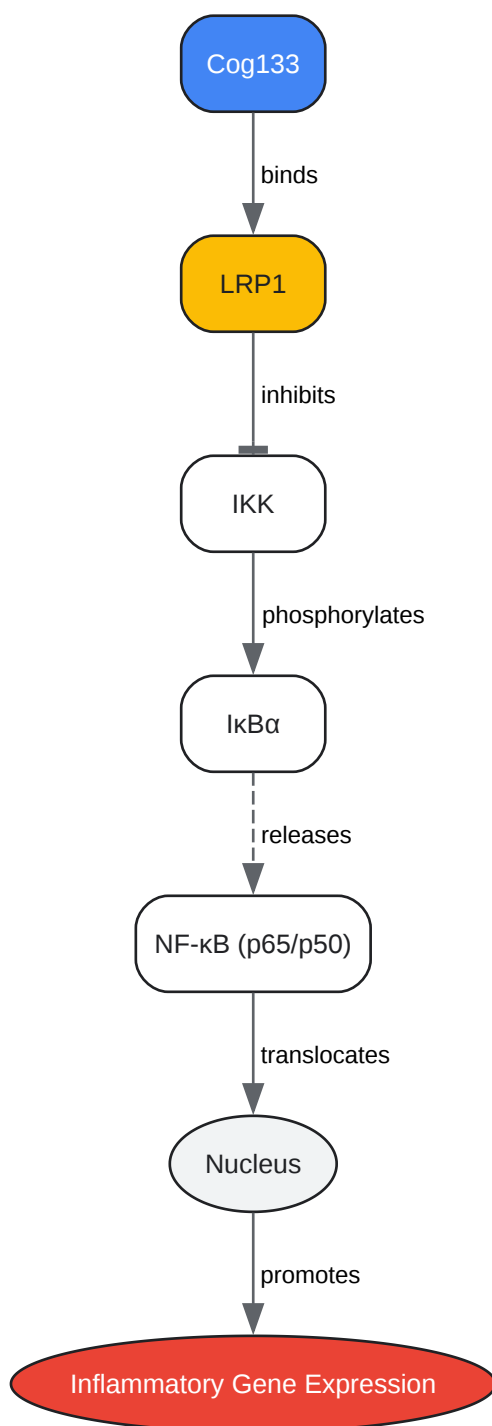 Cog133
binds
LRP1
inhibits
IKK
phosphorylates
IκBα
releases
NF-κB (p65/p50)
translocates
Nucleus
promotes
Inflammatory Gene Expression